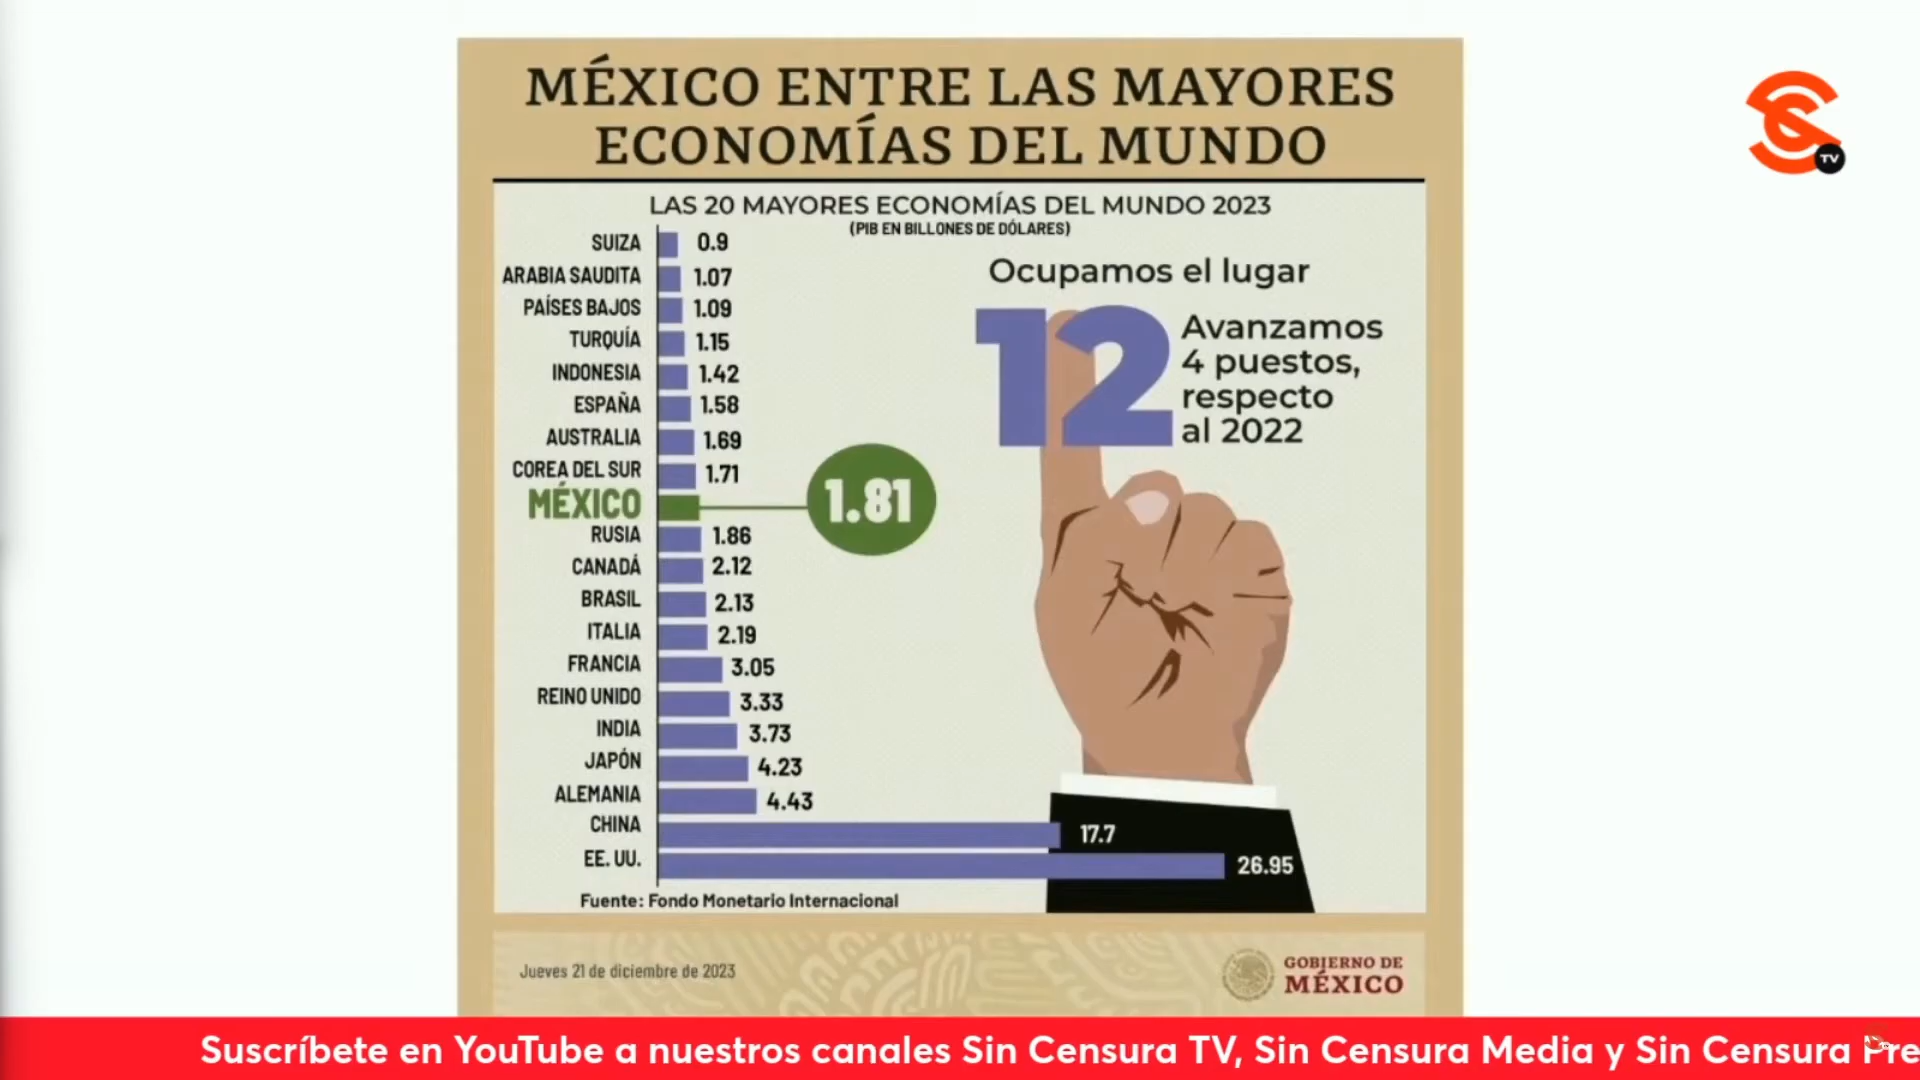 MÉXICO ENTRE LAS MAYORES
ECONOMÍAS DEL MUNDO
LAS 20 MAYORES ECONOMÍAS DEL MUNDO 2023
(PIB EN BILLONES DE DÓLARES)
SUIZA 0.9
ARABIA SAUDITA 1.07
PAÍSES BAJOS 1.09
TURQUÍA 1.15
INDONESIA 1.42
ESPAÑA 1.58
AUSTRALIA 1.69
COREA DEL SUR 1.71
MÉXICO 1.81
RUSIA 1.86
CANADÁ 2.12
BRASIL 2.13
ITALIA 2.19
FRANCIA 3.05
REINO UNIDO 3.33
INDIA 3.73
JAPÓN 4.23
ALEMANIA 4.43
CHINA 17.7
EE. UU. 26.95
Fuente: Fondo Monetario Internacional
Ocupamos el lugar
12
Avanzamos
4 puestos,
respecto
al 2022
Jueves 21 de diciembre de 2023
GOBIERNO DE
MÉXICO
TV
Suscríbete en YouTube a nuestros canales Sin Censura TV, Sin Censura Media y Sin Censura Pre